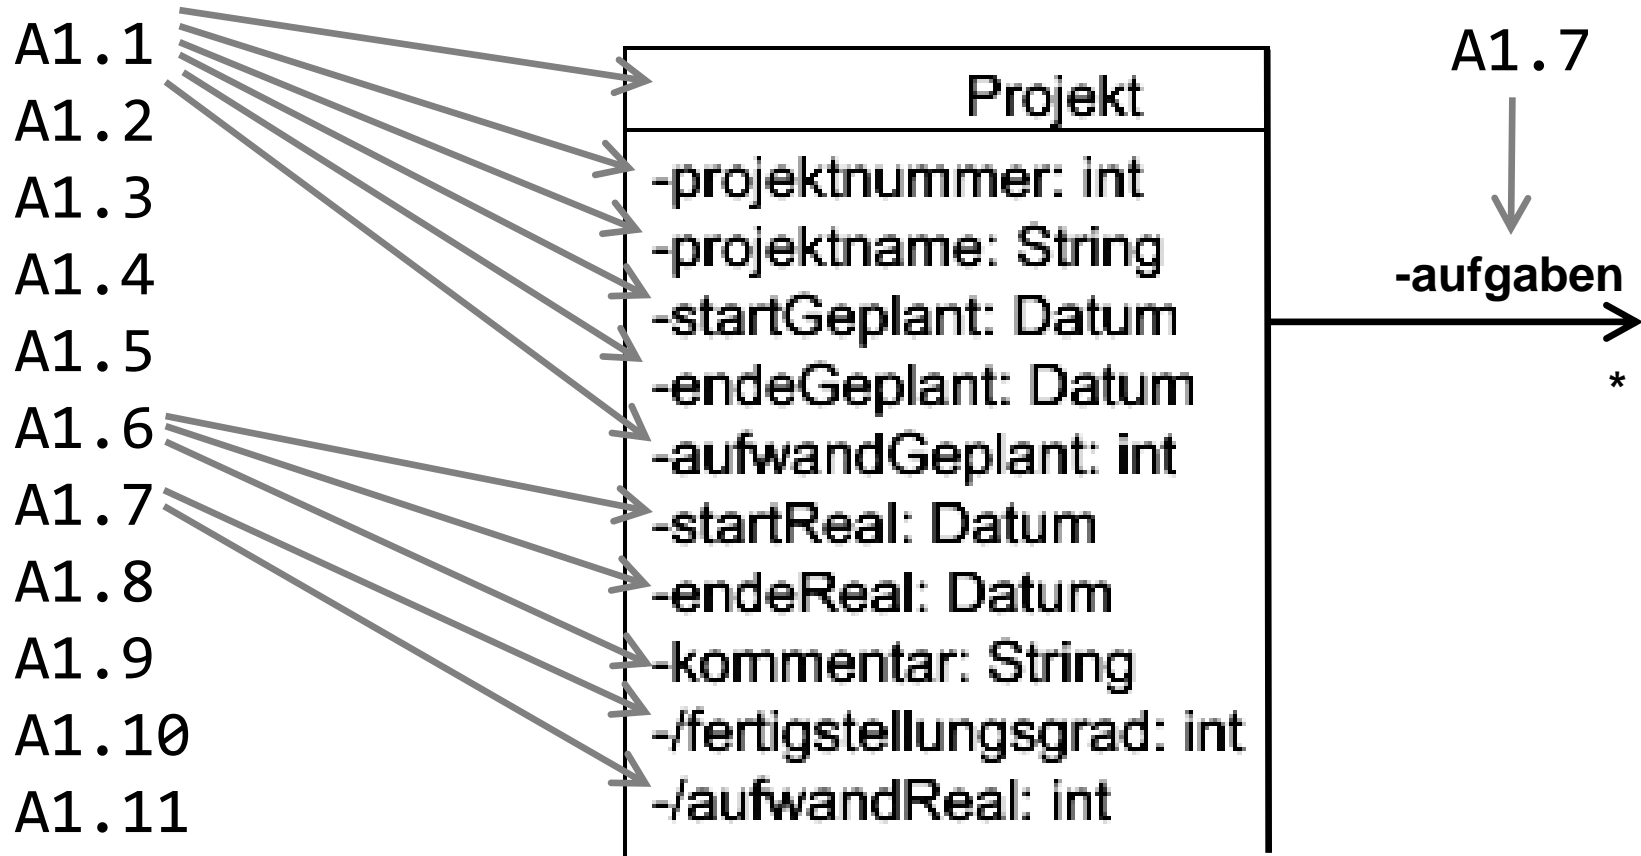 A1.1
A1.2
A1.3
A1.4
A1.5
A1.6
A1.7
A1.8
A1.9
A1.10
A1.11
Projekt
-projektnummer: int
-projektname: String
-startGeplant: Datum
-endeGeplant: Datum
-aufwandGeplant: int
-startReal: Datum
-endeReal: Datum
-kommentar: String
-/fertigstellungsgrad: int
-/aufwandReal: int
A1.7
-aufgaben
*